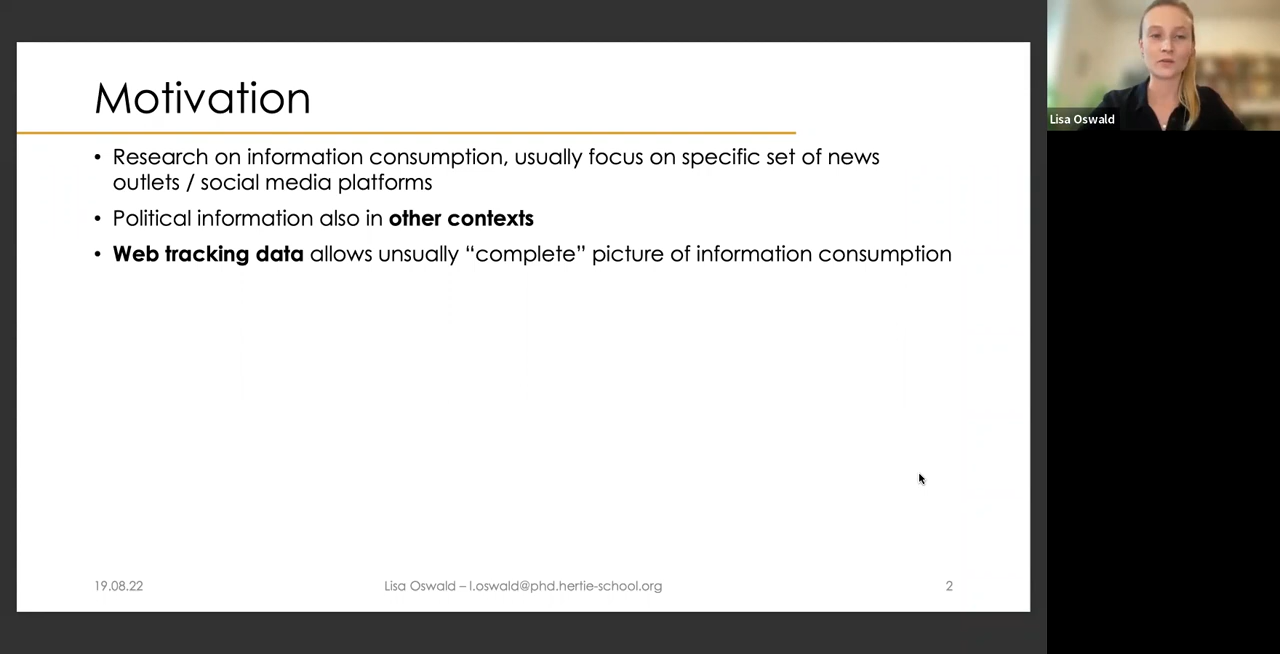 Motivation
• Research on information consumption, usually focus on specific set of news
outlets / social media platforms
• Political information also in other contexts
• Web tracking data allows unsually “complete” picture of information consumption
19.08.22
Lisa Oswald – l.oswald@phd.hertie-school.org
2
Lisa Oswald